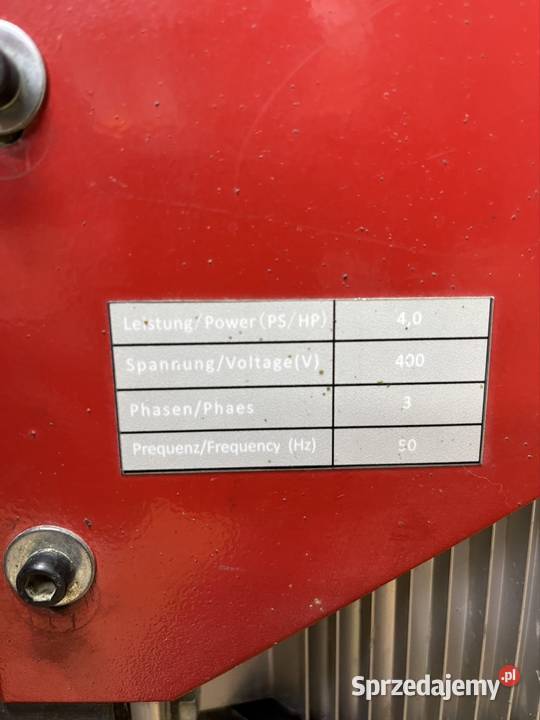 Leistung/Power(PS/HP) 4,0
Spannung/Voltage(V) 400
Phasen/Phaes 3
Prequenz/Frequency (Hz) 50
Sprzedajemy.pl